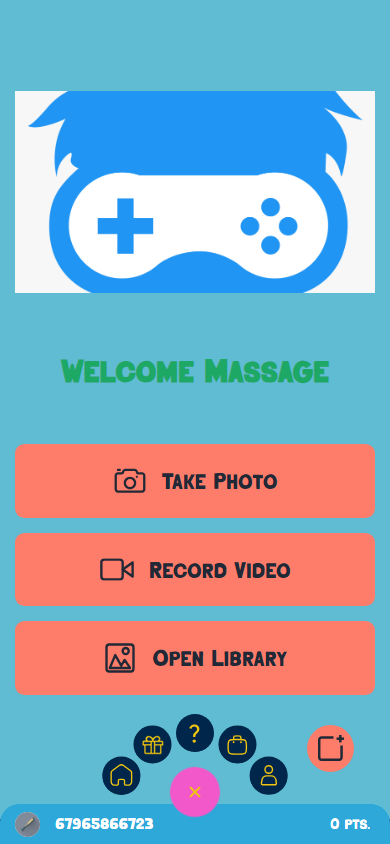 Welcome Massage
Take Photo
Record Video
Open Library
?
67965866723
0 PTS.